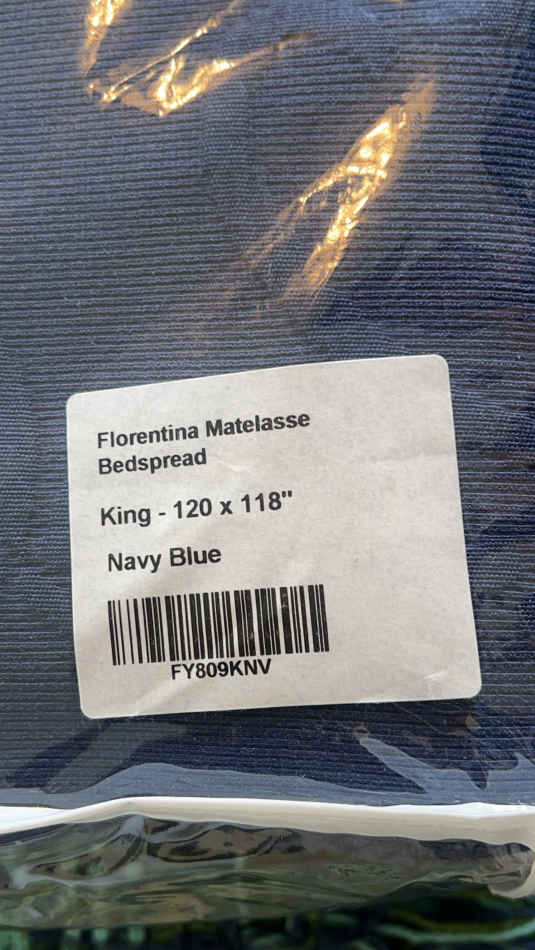 Florentina Matelasse
Bedspread
King - 120 x 118"
Navy Blue
FY809KNV